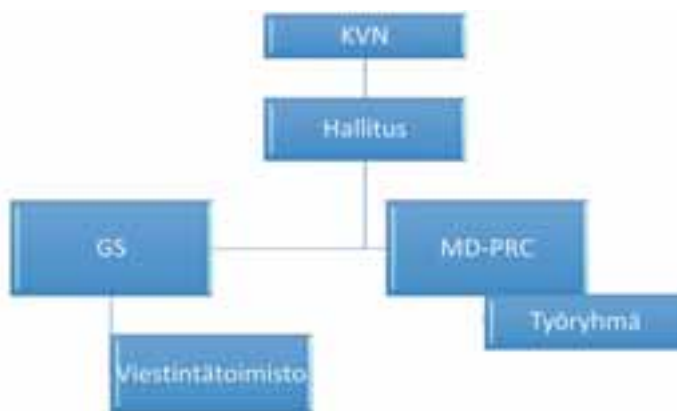 KVN
Hallitus
GS
MD-PRC
Työryhmä
Viestintätoimisto